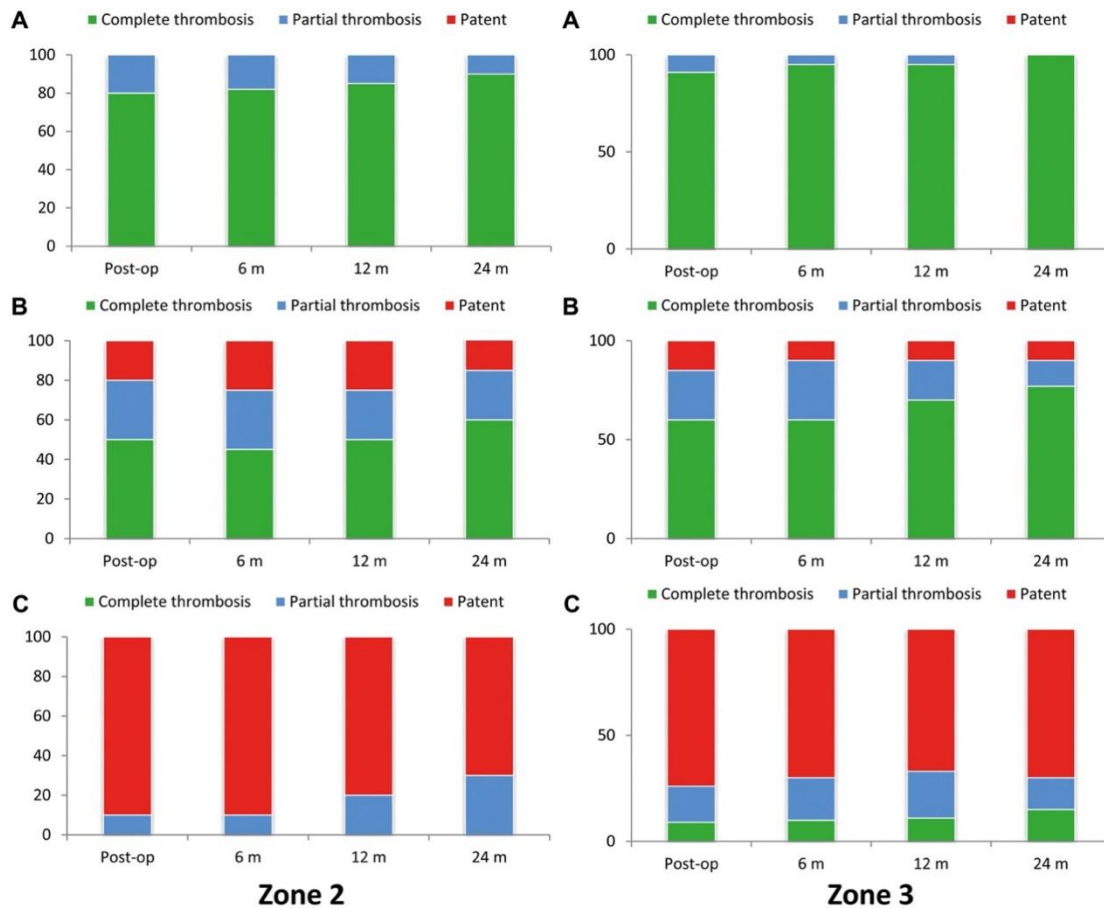 A
Complete thrombosis Partial thrombosis Patent
100
80
60
40
20
0
Post-op 6 m 12 m 24 m
B
Complete thrombosis Partial thrombosis Patent
100
80
60
40
20
0
Post-op 6 m 12 m 24 m
C
Complete thrombosis Partial thrombosis Patent
100
80
60
40
20
0
Post-op 6 m 12 m 24 m
Zone 2
A
Complete thrombosis Partial thrombosis Patent
100
50
0
Post-op 6 m 12 m 24 m
B
Complete thrombosis Partial thrombosis Patent
100
50
0
Post-op 6 m 12 m 24 m
C
Complete thrombosis Partial thrombosis Patent
100
50
0
Post-op 6 m 12 m 24 m
Zone 3